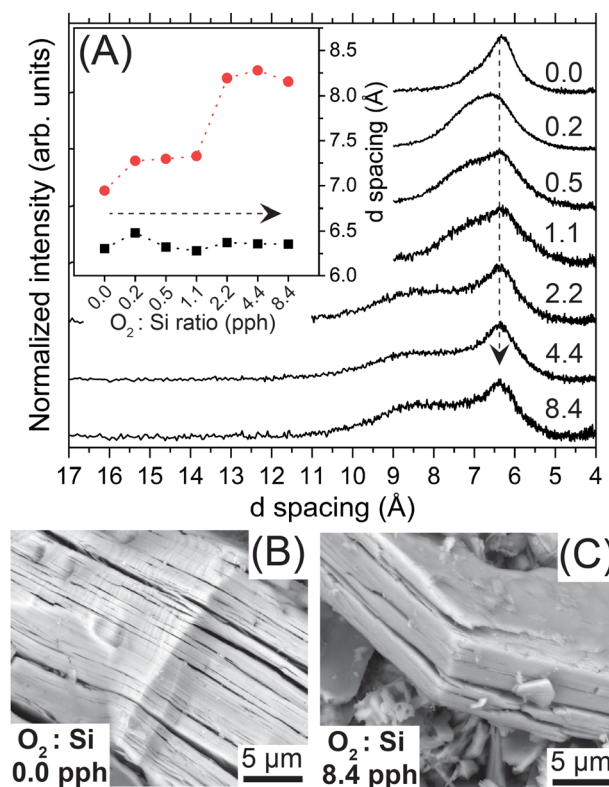 (A)
Normalized intensity (arb. units)
8.5
8.0
7.5
7.0
6.5
6.0
d spacing (Å)
0.0
0.2
0.5
1.1
2.2
4.4
8.4
O₂ : Si ratio (pph)
0.0
0.2
0.5
1.1
2.2
4.4
8.4
17 16 15 14 13 12 11 10 9 8 7 6 5 4
d spacing (Å)
(B)
O₂ : Si
0.0 pph
5 µm
(C)
O₂ : Si
8.4 pph
5 µm